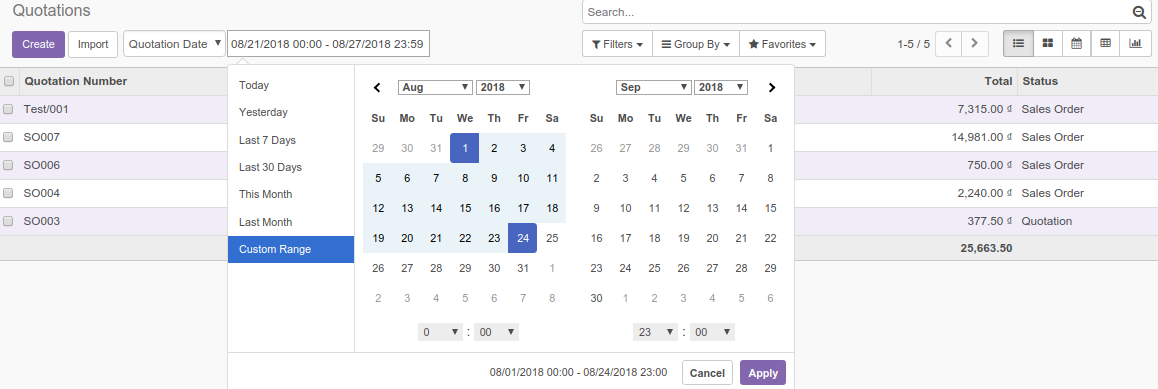 Quotations
Search...
Create Import Quotation Date 08/21/2018 00:00 - 08/27/2018 23:59 Filters Group By Favorites 1-5 / 5
Quotation Number Total Status
Test/001 7,315.00 ₫ Sales Order
SO007 14,981.00 ₫ Sales Order
SO006 750.00 ₫ Sales Order
SO004 2,240.00 ₫ Sales Order
SO003 377.50 ₫ Quotation
25,663.50
Today
Yesterday
Last 7 Days
Last 30 Days
This Month
Last Month
Custom Range
Aug 2018
Su Mo Tu We Th Fr Sa
29 30 31 1 2 3 4
5 6 7 8 9 10 11
12 13 14 15 16 17 18
19 20 21 22 23 24 25
26 27 28 29 30 31 1
2 3 4 5 6 7 8
0 : 00
Sep 2018
Su Mo Tu We Th Fr Sa
26 27 28 29 30 31 1
2 3 4 5 6 7 8
9 10 11 12 13 14 15
16 17 18 19 20 21 22
23 24 25 26 27 28 29
30 1 2 3 4 5 6
23 : 00
08/01/2018 00:00 - 08/24/2018 23:00 Cancel Apply